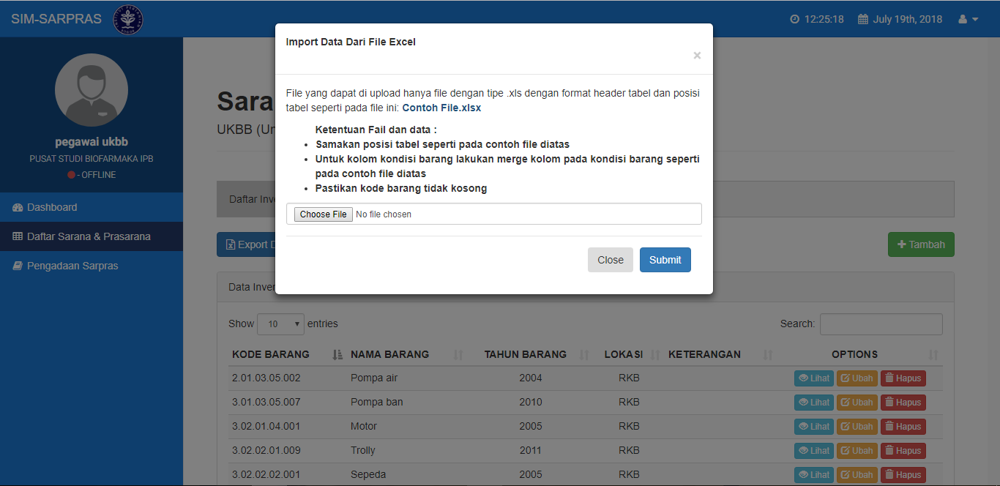 SIM-SARPRAS
12:25:18
July 19th, 2018
pegawai ukbb
PUSAT STUDI BIOFARMAKA IPB
- OFFLINE
Dashboard
Daftar Sarana & Prasarana
Pengadaan Sarpras
Import Data Dari File Excel
×
File yang dapat di upload hanya file dengan tipe .xls dengan format header tabel dan posisi
tabel seperti pada file ini: Contoh File.xlsx
Ketentuan Fail dan data :
• Samakan posisi tabel seperti pada contoh file diatas
• Untuk kolom kondisi barang lakukan merge kolom pada kondisi barang seperti
pada contoh file diatas
• Pastikan kode barang tidak kosong
Choose File No file chosen
Close Submit
Sara
UKBB (Un
Daftar Inv
Export D
Tambah
Data Inver
Show 10 entries
Search:
KODE BARANG NAMA BARANG TAHUN BARANG LOKASI KETERANGAN OPTIONS
2.01.03.05.002 Pompa air 2004 RKB Lihat Ubah Hapus
3.01.03.05.007 Pompa ban 2010 RKB Lihat Ubah Hapus
3.02.01.04.001 Motor 2005 RKB Lihat Ubah Hapus
3.02.02.01.009 Trolly 2011 RKB Lihat Ubah Hapus
3.02.02.02.001 Sepeda 2005 RKB Lihat Ubah Hapus